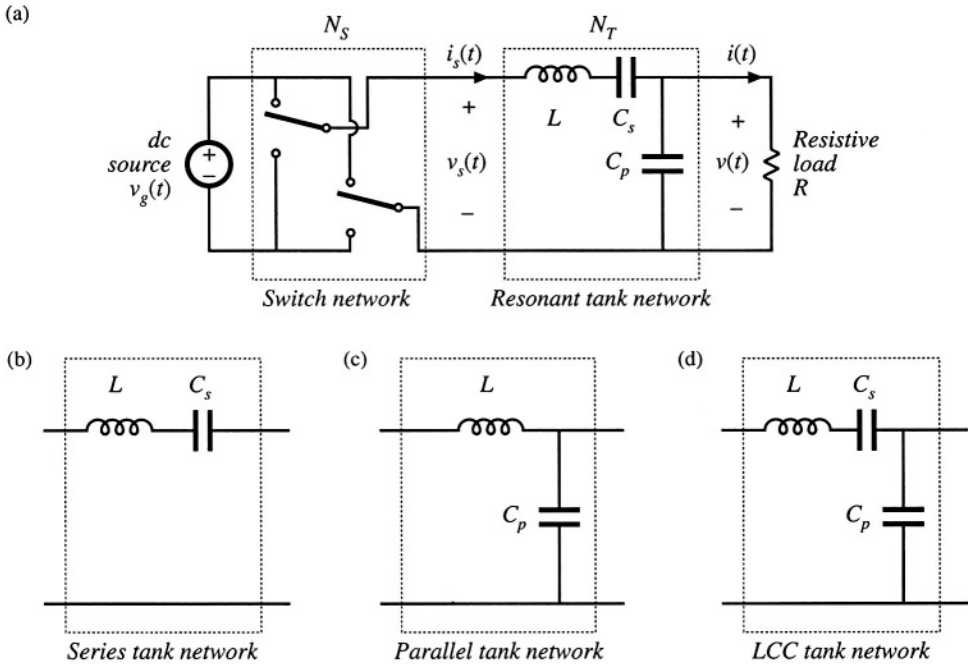 (a)
N_S
N_T
i_s(t)
i(t)
+
L
C_s
+
dc
source
v_g(t)
+
−
v_s(t)
C_p
v(t)
Resistive
load
R
−
−
Switch network
Resonant tank network
(b)
L
C_s
Series tank network
(c)
L
C_p
Parallel tank network
(d)
L
C_s
C_p
LCC tank network